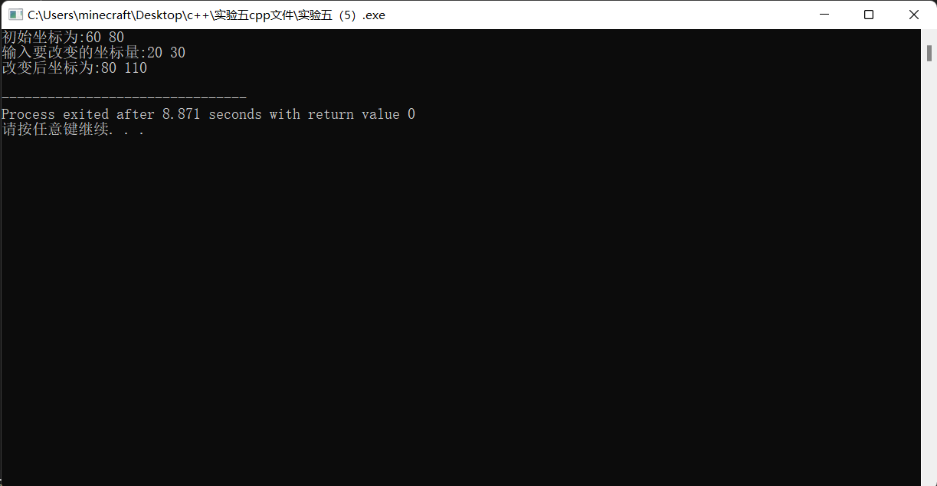 C:\Users\minecraft\Desktop\c++\实验五cpp文件\实验五（5）.exe
初始坐标为:60 80
输入要改变的坐标量:20 30
改变后坐标为:80 110
--------------------------------
Process exited after 8.871 seconds with return value 0
请按任意键继续. . .